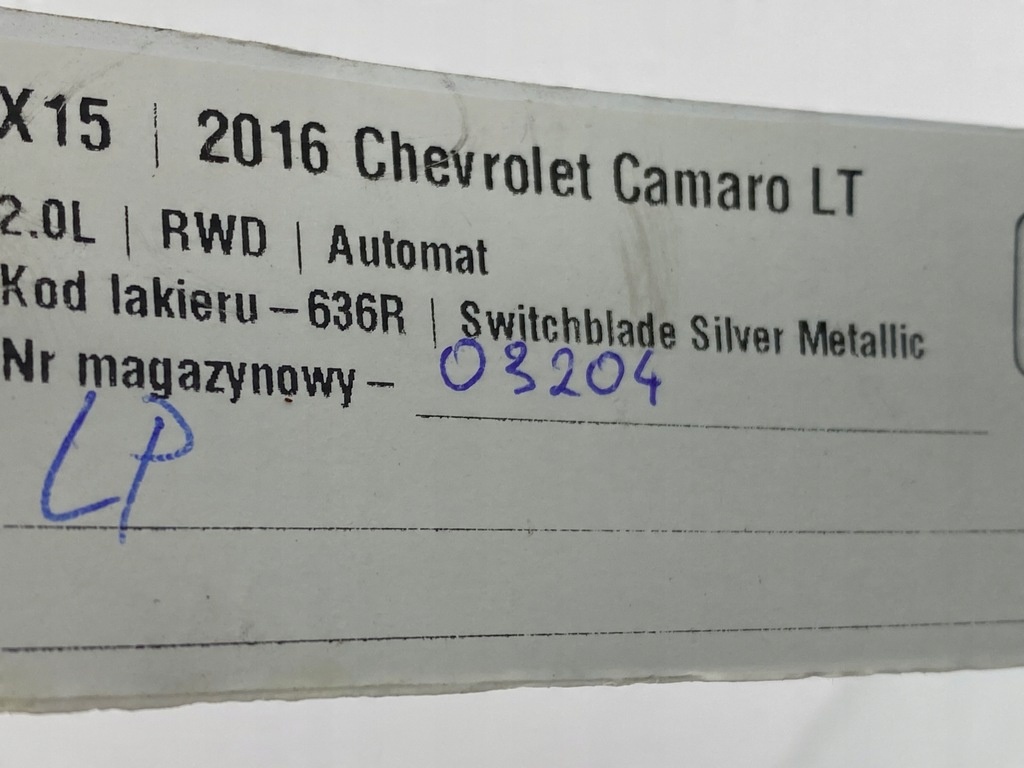 X15 | 2016 Chevrolet Camaro LT
2.0L | RWD | Automat
Kod lakieru – 636R | Switchblade Silver Metallic
Nr magazynowy – 03204
LP